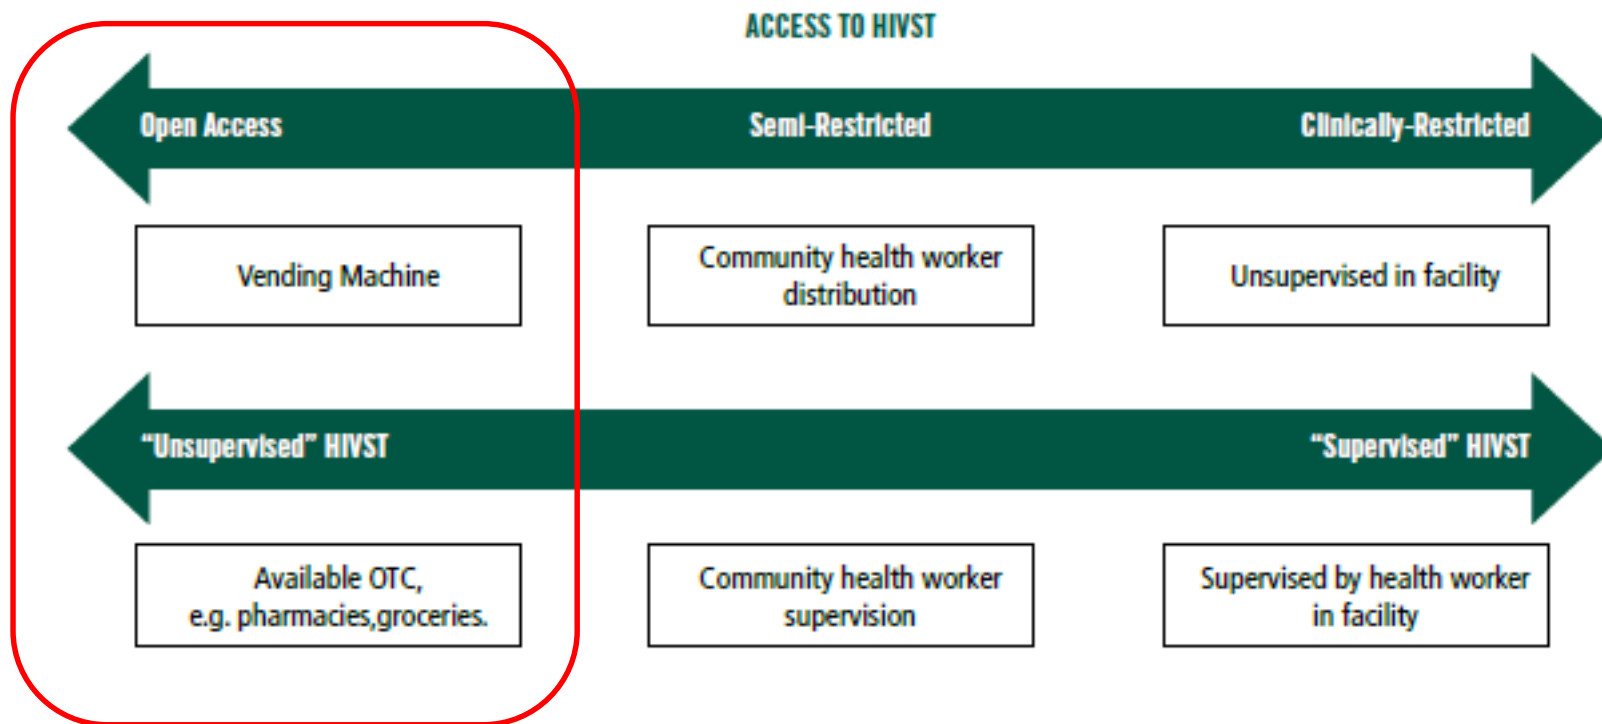 ACCESS TO HIVST
Open Access
Semi-Restricted
Clinically-Restricted
Vending Machine
Community health worker
distribution
Unsupervised in facility
“Unsupervised” HIVST
“Supervised” HIVST
Available OTC,
e.g. pharmacies,groceries.
Community health worker
supervision
Supervised by health worker
in facility